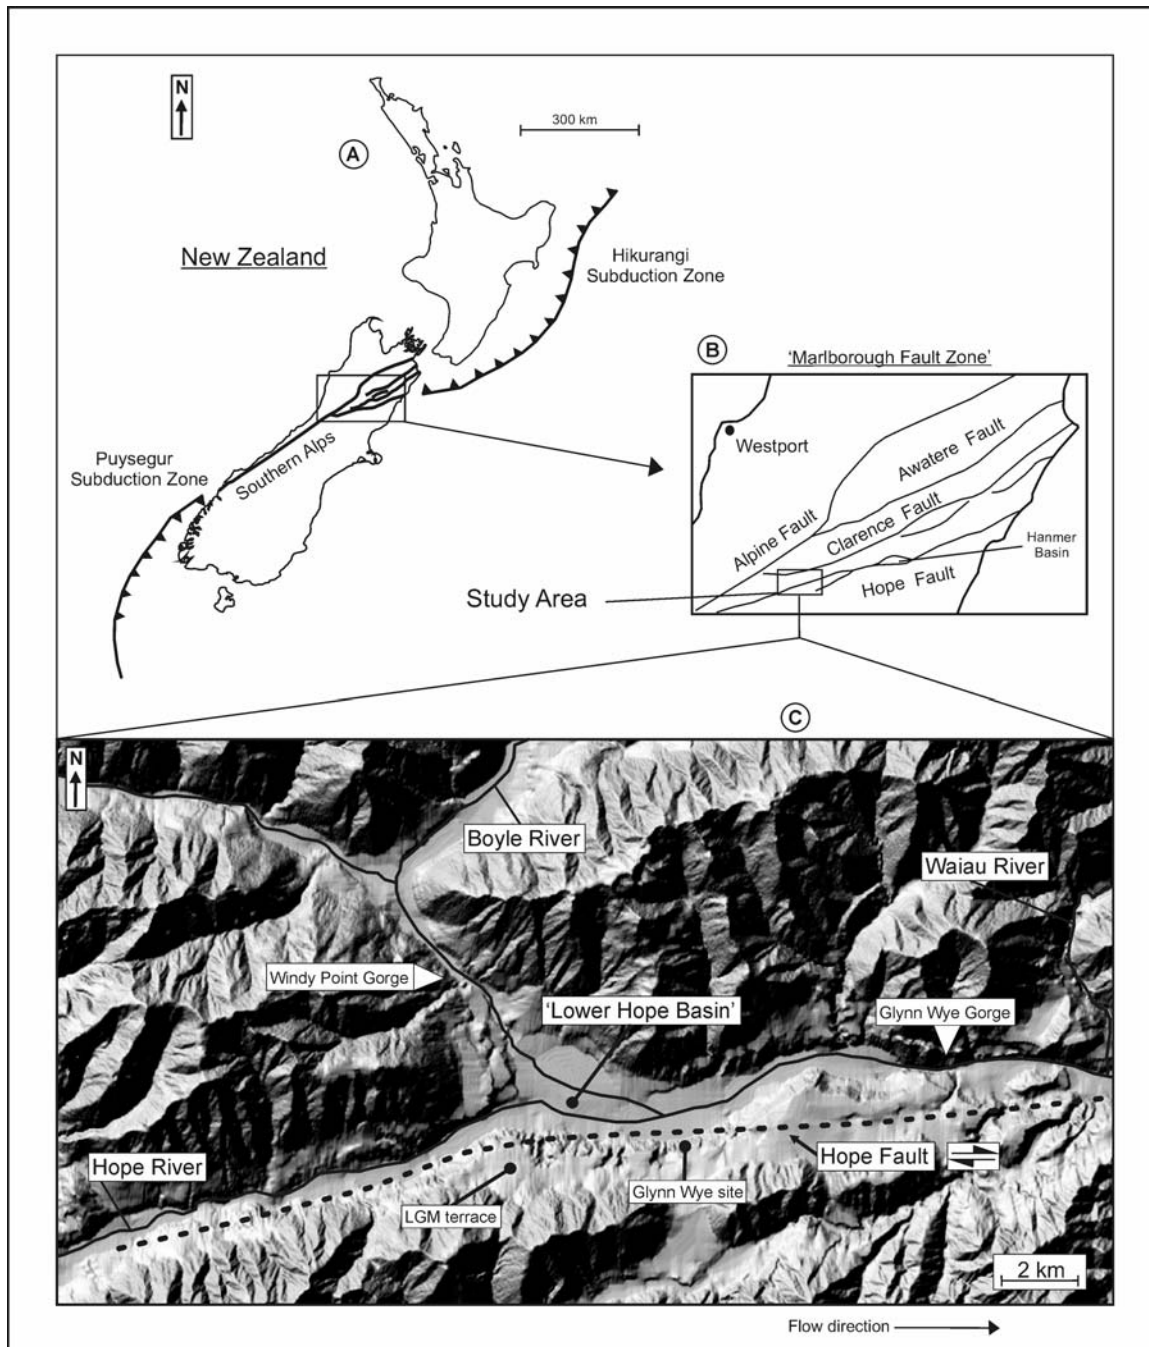 N
A
300 km
New Zealand
Hikurangi
Subduction Zone
Southern Alps
Puysegur
Subduction Zone
B
'Marlborough Fault Zone'
Westport
Awatere Fault
Alpine Fault
Clarence Fault
Hanmer
Basin
Hope Fault
Study Area
C
N
Boyle River
Waiau River
Windy Point Gorge
'Lower Hope Basin'
Glynn Wye Gorge
Hope River
Hope Fault
LGM terrace
Glynn Wye site
2 km
Flow direction